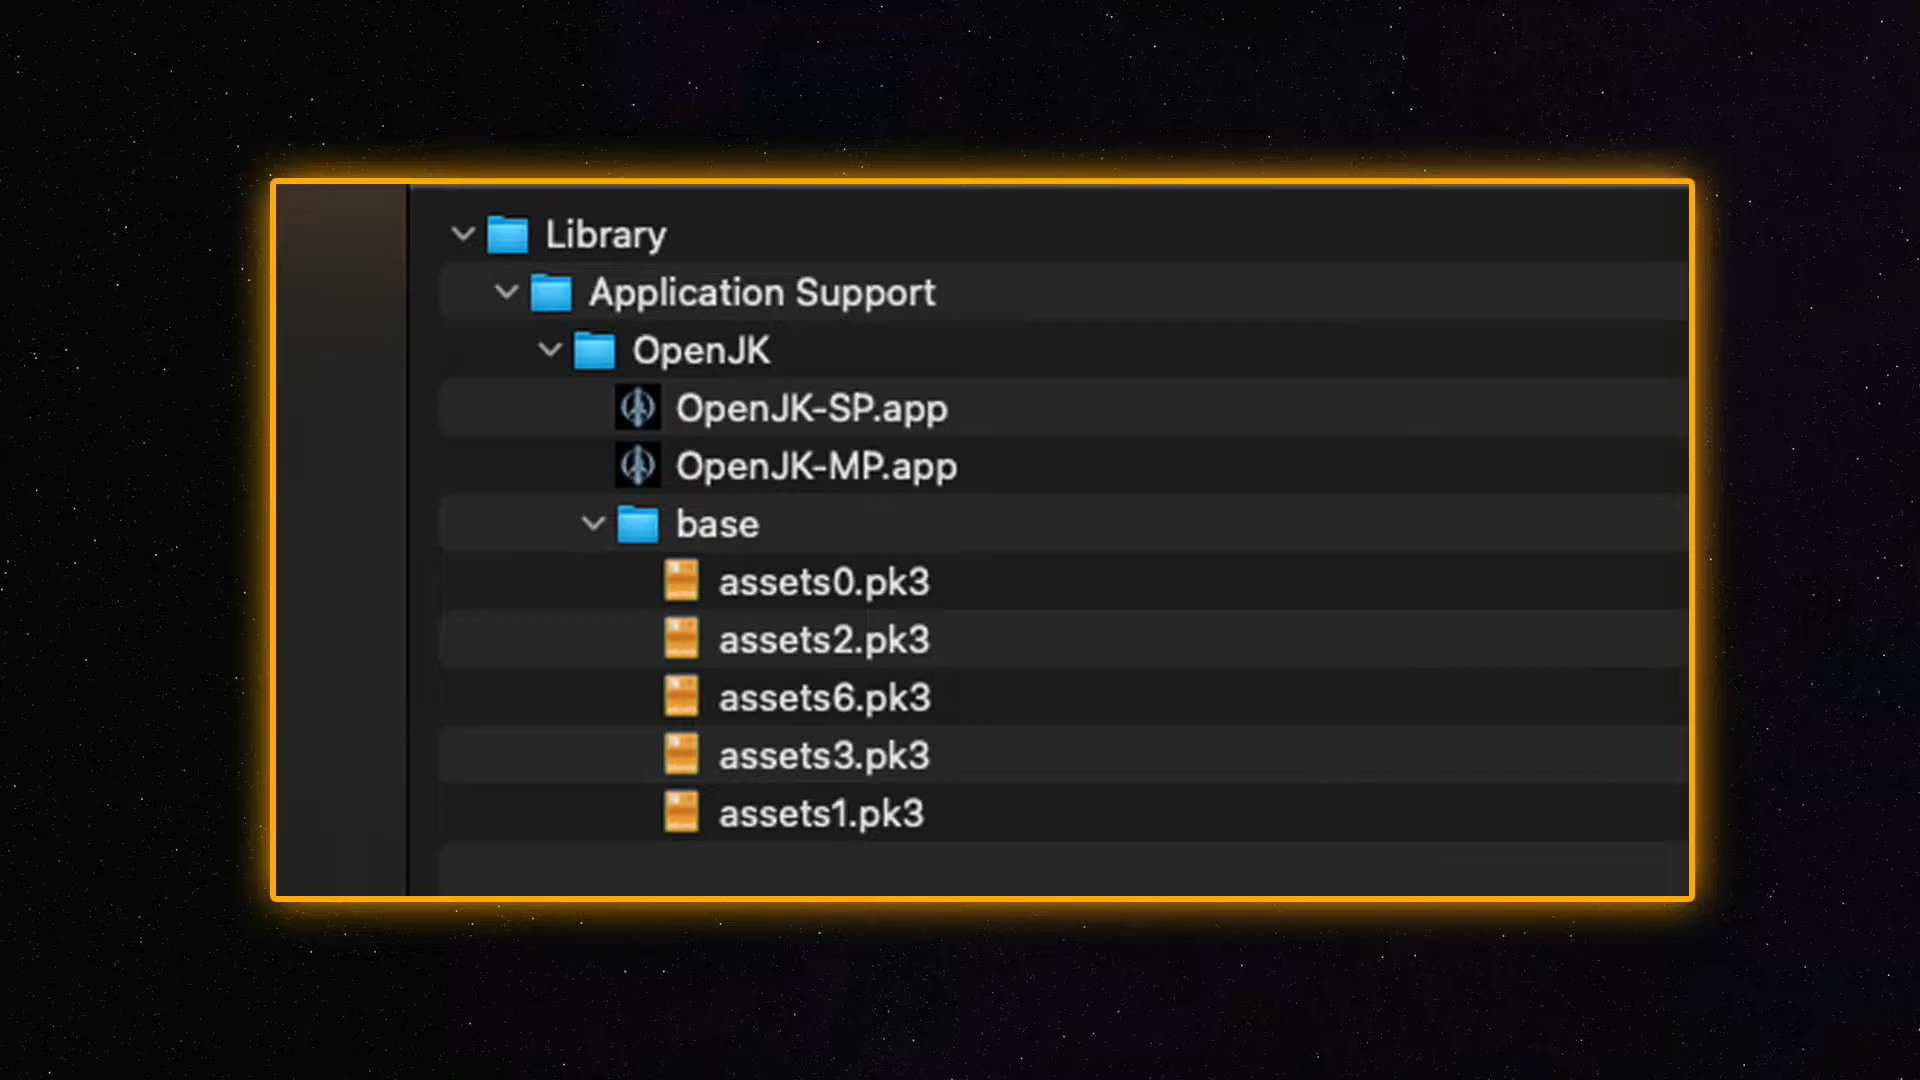 Library
Application Support
OpenJK
OpenJK-SP.app
OpenJK-MP.app
base
assets0.pk3
assets2.pk3
assets6.pk3
assets3.pk3
assets1.pk3